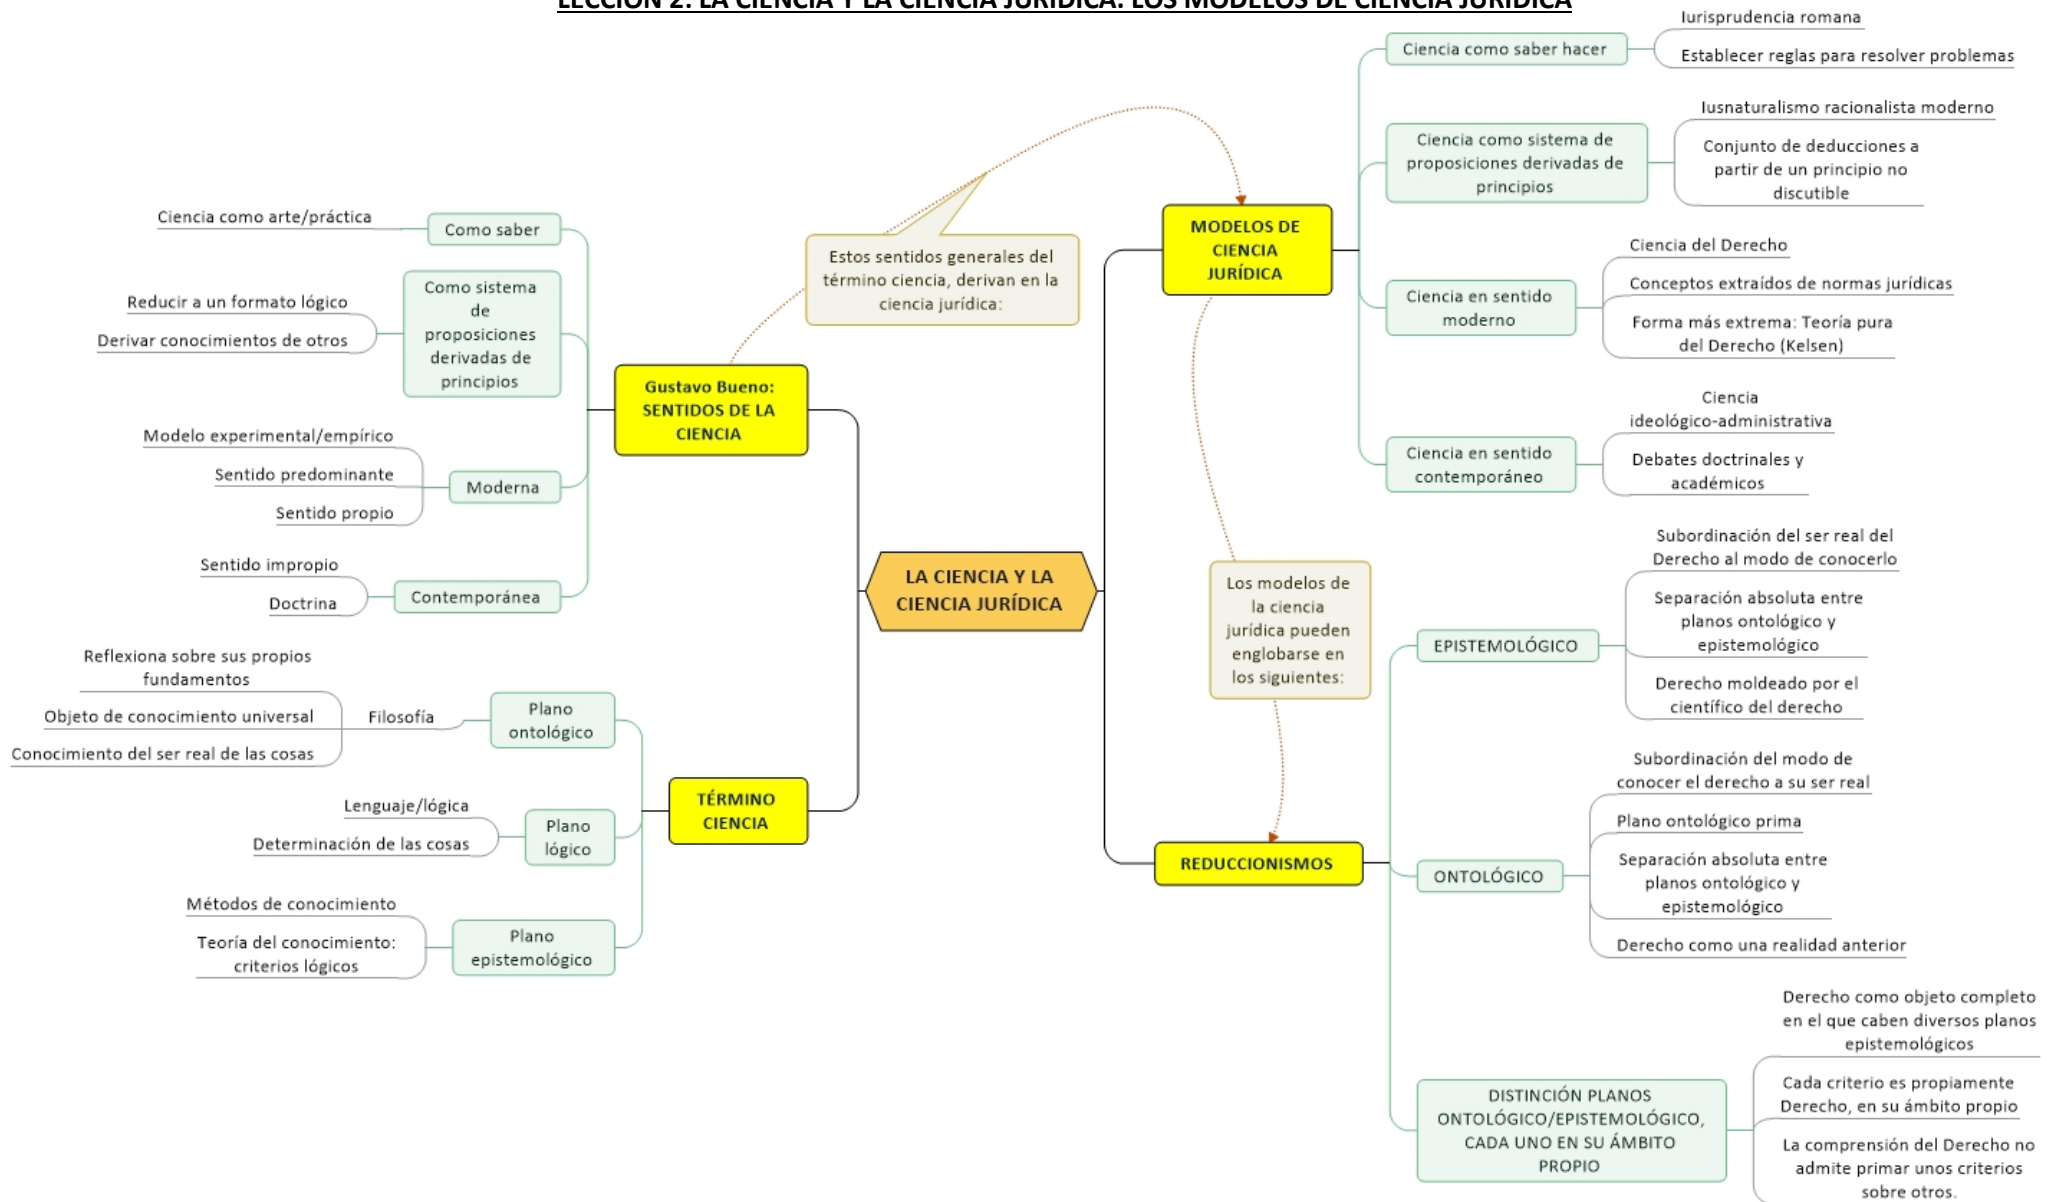 LECCIÓN 2. LA CIENCIA Y LA CIENCIA JURÍDICA. LOS MODELOS DE CIENCIA JURÍDICA
LA CIENCIA Y LA
CIENCIA JURÍDICA
Gustavo Bueno:
SENTIDOS DE LA
CIENCIA
Como saber
Ciencia como arte/práctica
Como sistema
de
proposiciones
derivadas de
principios
Reducir a un formato lógico
Derivar conocimientos de otros
Moderna
Modelo experimental/empírico
Sentido predominante
Sentido propio
Contemporánea
Sentido impropio
Doctrina
TÉRMINO
CIENCIA
Plano
ontológico
Filosofía
Reflexiona sobre sus propios
fundamentos
Objeto de conocimiento universal
Conocimiento del ser real de las cosas
Plano
lógico
Lenguaje/lógica
Determinación de las cosas
Plano
epistemológico
Métodos de conocimiento
Teoría del conocimiento:
criterios lógicos
Estos sentidos generales del
término ciencia, derivan en la
ciencia jurídica:
MODELOS DE
CIENCIA
JURÍDICA
Ciencia como saber hacer
Iurisprudencia romana
Establecer reglas para resolver problemas
Ciencia como sistema de
proposiciones derivadas de
principios
Iusnaturalismo racionalista moderno
Conjunto de deducciones a
partir de un principio no
discutible
Ciencia en sentido
moderno
Ciencia del Derecho
Conceptos extraídos de normas jurídicas
Forma más extrema: Teoría pura
del Derecho (Kelsen)
Ciencia en sentido
contemporáneo
Ciencia
ideológico-administrativa
Debates doctrinales y
académicos
Los modelos de
la ciencia
jurídica pueden
englobarse en
los siguientes:
REDUCCIONISMOS
EPISTEMOLÓGICO
Subordinación del ser real del
Derecho al modo de conocerlo
Separación absoluta entre
planos ontológico y
epistemológico
Derecho moldeado por el
científico del derecho
ONTOLÓGICO
Subordinación del modo de
conocer el derecho a su ser real
Plano ontológico prima
Separación absoluta entre
planos ontológico y
epistemológico
Derecho como una realidad anterior
DISTINCIÓN PLANOS
ONTOLÓGICO/EPISTEMOLÓGICO,
CADA UNO EN SU ÁMBITO
PROPIO
Derecho como objeto completo
en el que caben diversos planos
epistemológicos
Cada criterio es propiamente
Derecho, en su ámbito propio
La comprensión del Derecho no
admite primar unos criterios
sobre otros.